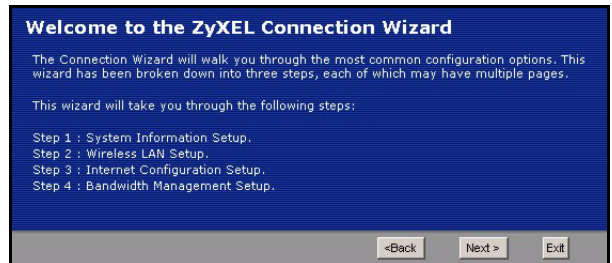 Welcome to the ZyXEL Connection Wizard
The Connection Wizard will walk you through the most common configuration options. This
wizard has been broken down into three steps, each of which may have multiple pages.
This wizard will take you through the following steps:
Step 1 : System Information Setup.
Step 2 : Wireless LAN Setup.
Step 3 : Internet Configuration Setup.
Step 4 : Bandwidth Management Setup.
<Back Next > Exit